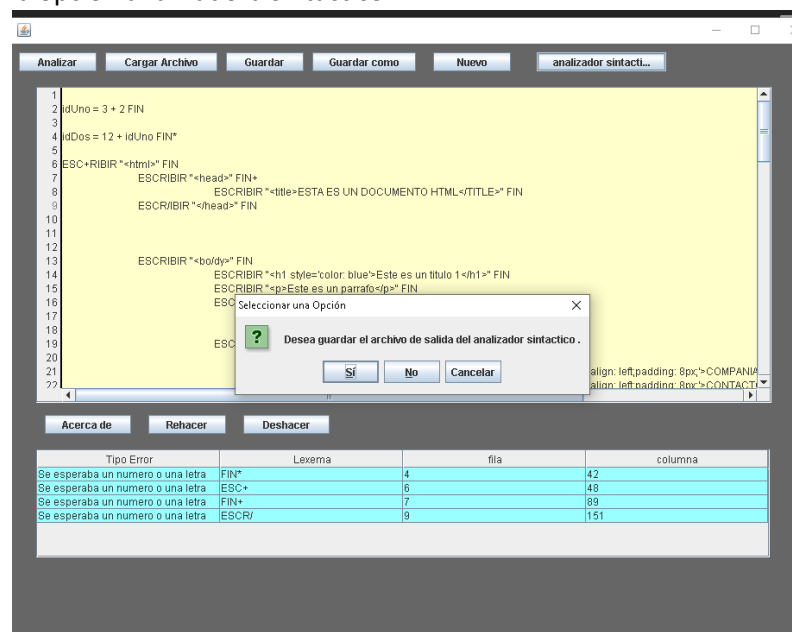 Analizar Cargar Archivo Guardar Guardar como Nuevo analizador sintacti...
1
2 idUno = 3 + 2 FIN
3
4 idDos = 12 + idUno FIN*
5
6 ESC+RIBIR "<html>" FIN
7 ESCRIBIR "<head>" FIN+
8 ESCRIBIR "<title>ESTA ES UN DOCUMENTO HTML</TITLE>" FIN
9 ESCR/IBIR "</head>" FIN
10
11
12
13 ESCRIBIR "<body>" FIN
14 ESCRIBIR "<h1 style='color: blue'>Este es un titulo 1</h1>" FIN
15 ESCRIBIR "<p>Este es un parrafo</p>" FIN
16 ESC
17
18
19 ESC
20
21 align: left;padding: 8px;'>COMPANIA
22 align: left;padding: 8px;'>CONTACT
Seleccionar una Opción
Desea guardar el archivo de salida del analizador sintactico .
Sí No Cancelar
Acerca de Rehacer Deshacer
Tipo Error Lexema fila columna
Se esperaba un numero o una letra FIN* 4 42
Se esperaba un numero o una letra ESC+ 6 48
Se esperaba un numero o una letra FIN+ 7 89
Se esperaba un numero o una letra ESCR/ 9 151